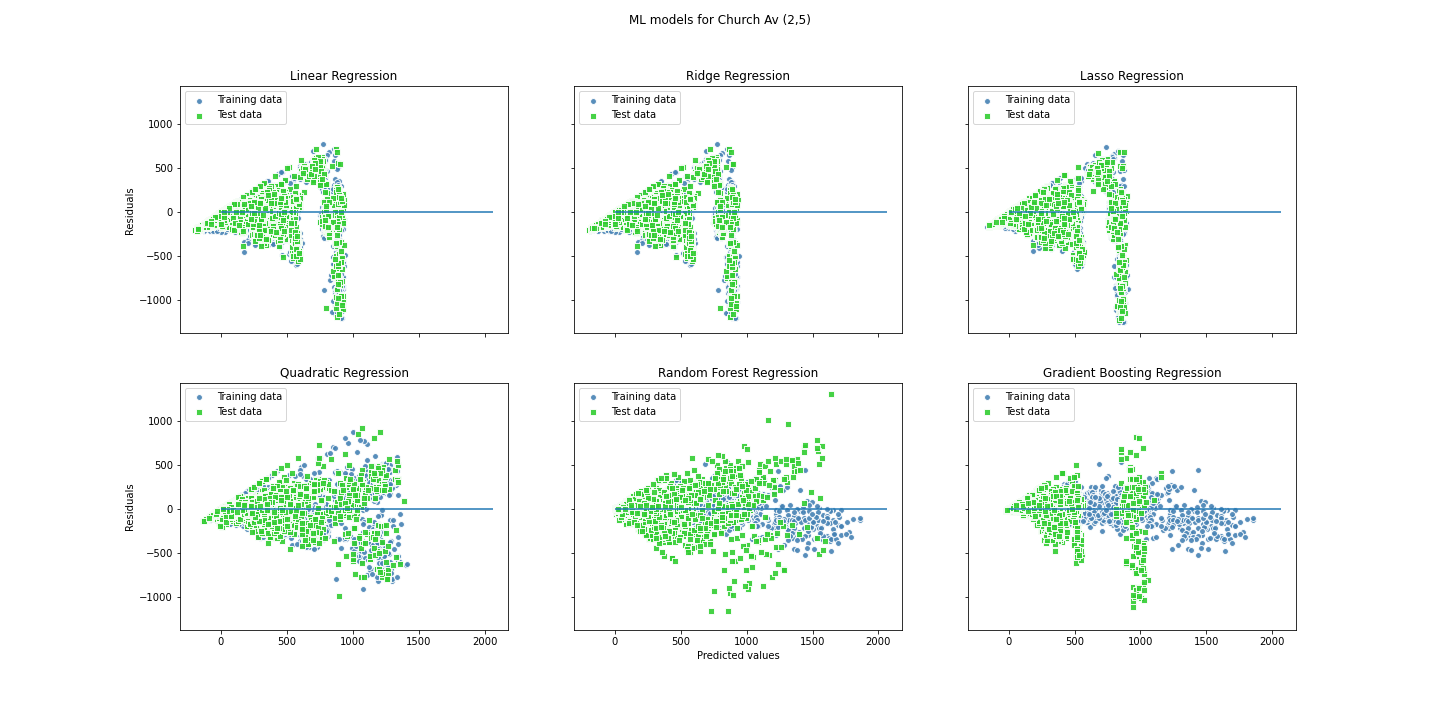 ML models for Church Av (2,5)
Linear Regression
Training data
Test data
1000
500
0
−500
−1000
Residuals
Ridge Regression
Training data
Test data
Lasso Regression
Training data
Test data
Quadratic Regression
Training data
Test data
1000
500
0
−500
−1000
Residuals
0 500 1000 1500 2000
Random Forest Regression
Training data
Test data
0 500 1000 1500 2000
Predicted values
Gradient Boosting Regression
Training data
Test data
0 500 1000 1500 2000